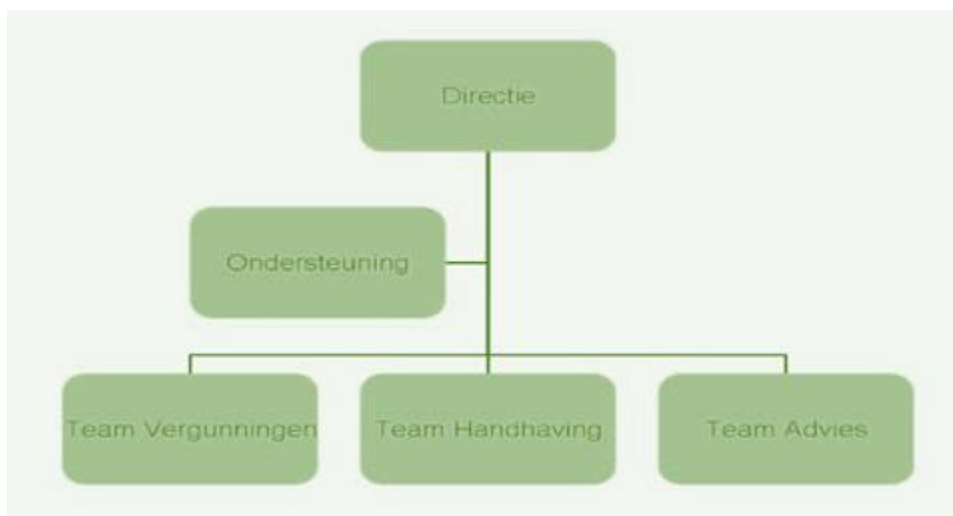 Directie
Ondersteuning
Team Vergunningen
Team Handhaving
Team Advies